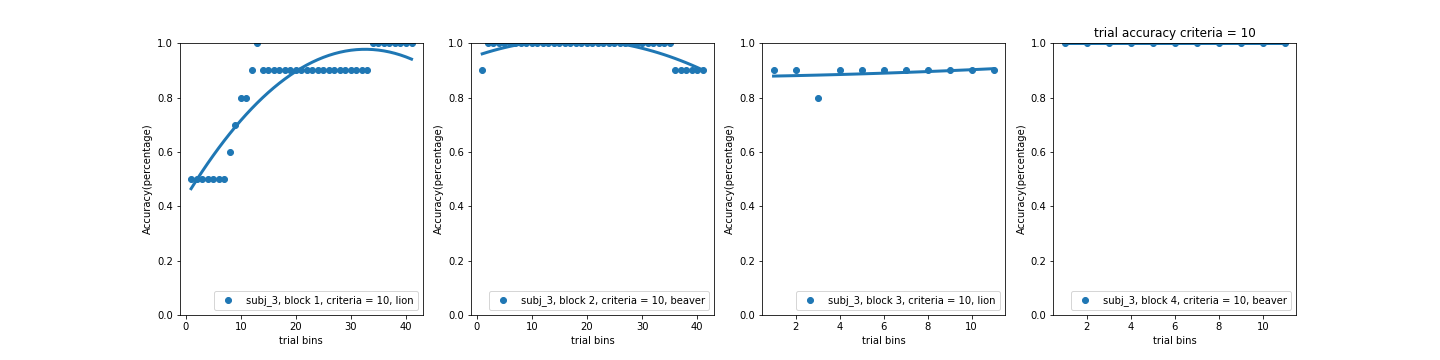 trial accuracy criteria = 10
1.0
0.8
0.6
0.4
0.2
0.0
Accuracy(percentage)
0 10 20 30 40
trial bins
subj_3, block 1, criteria = 10, lion
1.0
0.8
0.6
0.4
0.2
0.0
Accuracy(percentage)
0 10 20 30 40
trial bins
subj_3, block 2, criteria = 10, beaver
1.0
0.8
0.6
0.4
0.2
0.0
Accuracy(percentage)
2 4 6 8 10
trial bins
subj_3, block 3, criteria = 10, lion
1.0
0.8
0.6
0.4
0.2
0.0
Accuracy(percentage)
2 4 6 8 10
trial bins
subj_3, block 4, criteria = 10, beaver